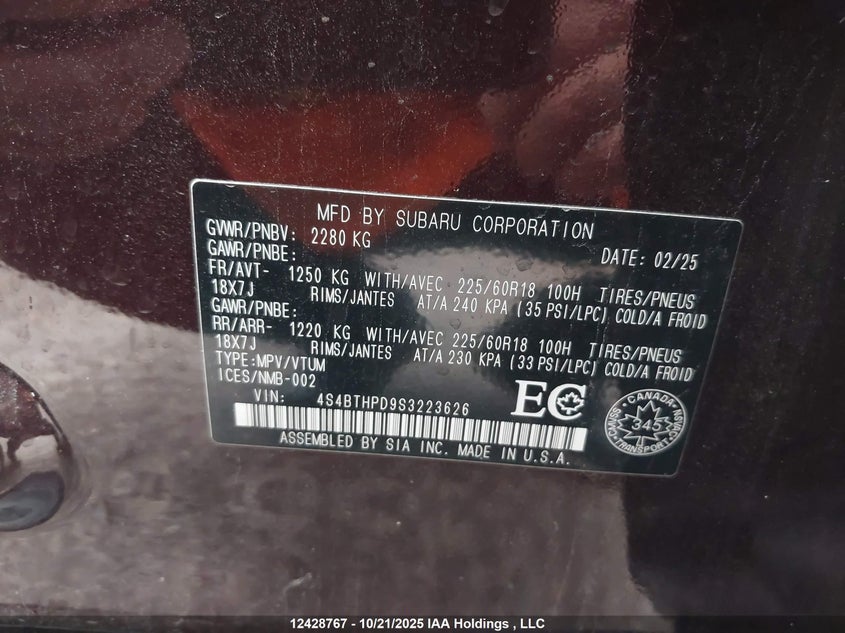 MFD BY SUBARU CORPORATION
GVWR/PNBV: 2280 KG DATE: 02/25
GAWR/PNBE:
FR/AVT- 1250 KG WITH/AVEC 225/60R18 100H TIRES/PNEUS
18X7J RIMS/JANTES AT/A 240 KPA (35 PSI/LPC) COLD/A FROID
GAWR/PNBE:
RR/ARR- 1220 KG WITH/AVEC 225/60R18 100H TIRES/PNEUS
18X7J RIMS/JANTES AT/A 230 KPA (33 PSI/LPC) COLD/A FROID
TYPE:MPV/VTUM
ICES/NMB-002
VIN: 4S4BTHPD9S3223626
EC
CANADA
345
TRANSPORT
ASSEMBLED BY SIA INC. MADE IN U.S.A.
12428767 - 10/21/2025 IAA Holdings , LLC